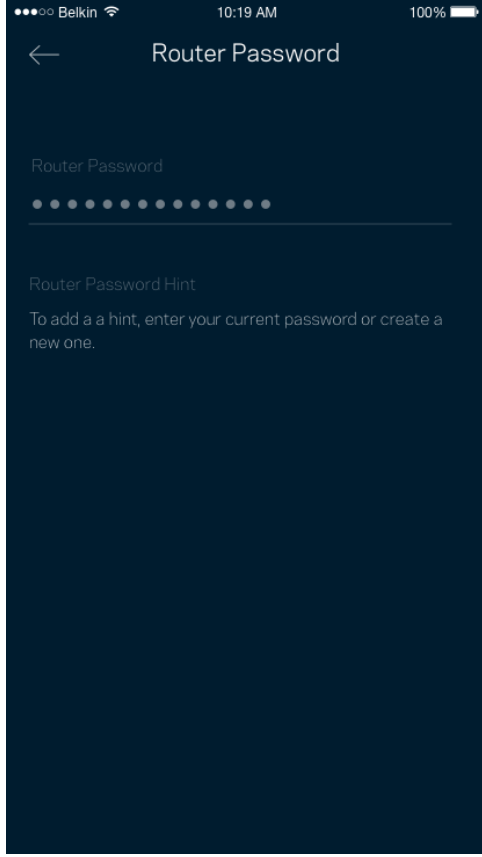 Belkin 10:19 AM 100%
Router Password
Router Password
●●●●●●●●●●●●●●
Router Password Hint
To add a a hint, enter your current password or create a
new one.